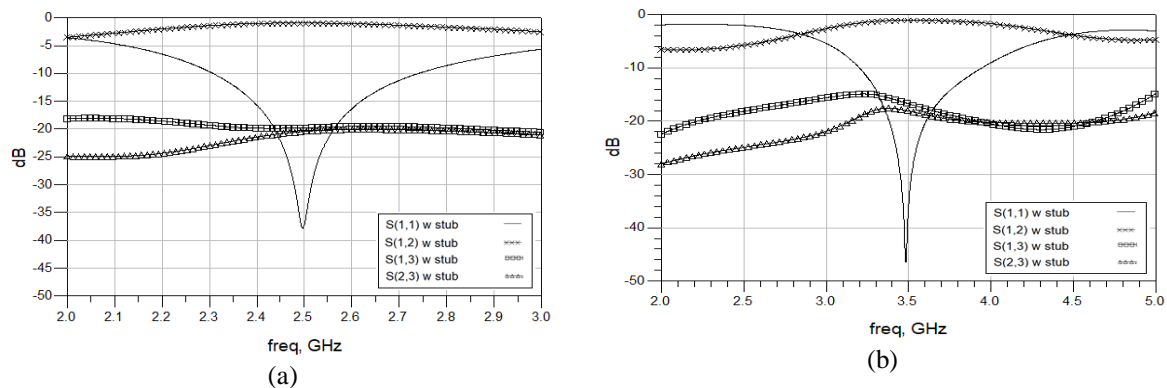 0
-5
-10
-15
-20
-25
-30
-35
-40
-45
-50
dB
2.0 2.1 2.2 2.3 2.4 2.5 2.6 2.7 2.8 2.9 3.0
freq, GHz
S(1,1) w stub
S(1,2) w stub
S(1,3) w stub
S(2,3) w stub
(a)
0
-10
-20
-30
-40
-50
dB
2.0 2.5 3.0 3.5 4.0 4.5 5.0
freq, GHz
S(1,1) w stub
S(1,2) w stub
S(1,3) w stub
S(2,3) w stub
(b)